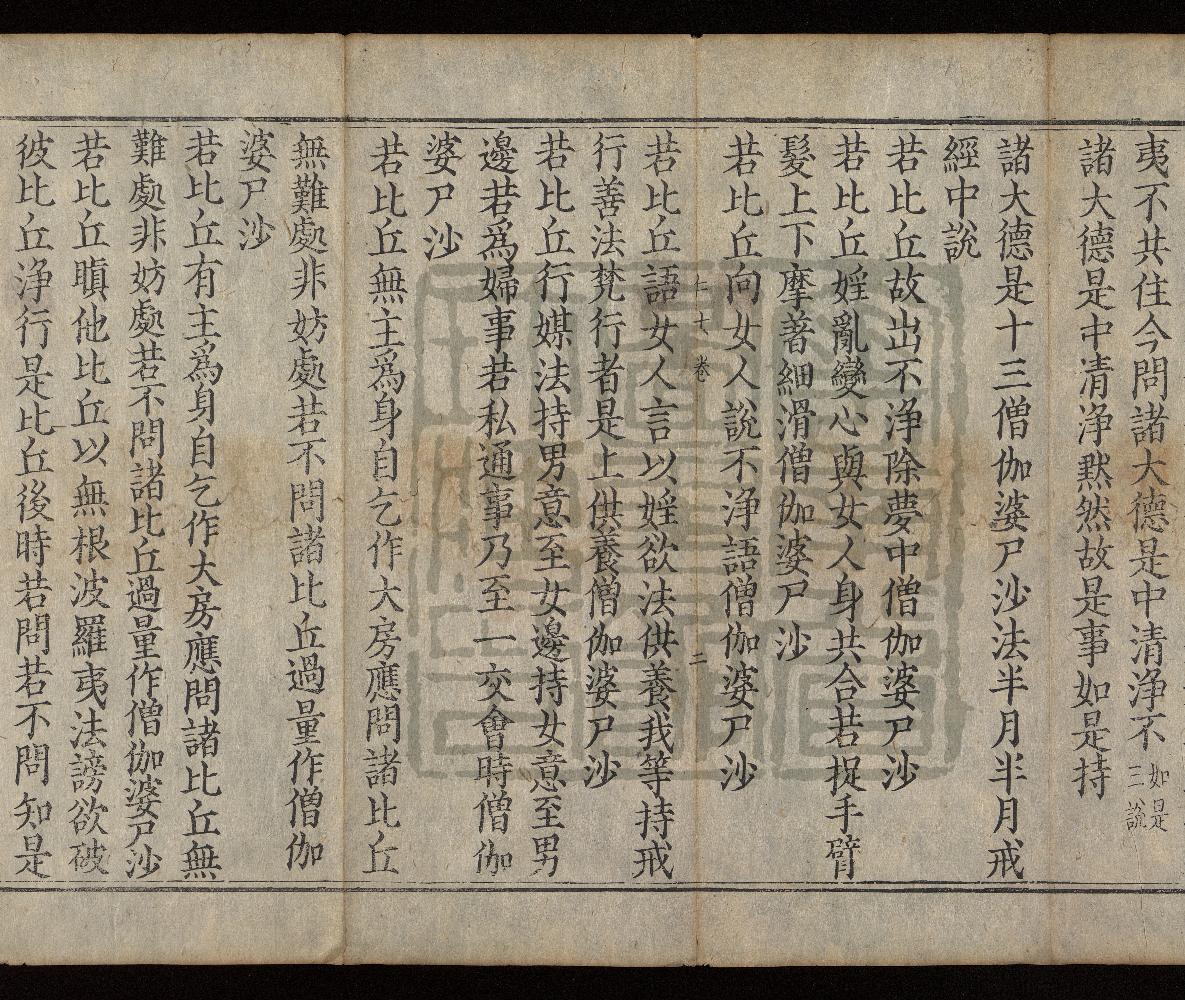 夷不共住今問諸大德是中清淨不如是三說
諸大德是中清淨黙然故是事如是持
諸大德是十三僧伽婆尸沙法半月半月戒
經中說
若比丘故出不淨除夢中僧伽婆尸沙
若比丘婬亂變心與女人身共合若捉手臂
髮上下摩著細滑僧伽婆尸沙
若比丘向女人說不淨語僧伽婆尸沙
十卷 二
若比丘語女人言以婬欲法供養我等持戒
行善法梵行者是上供養僧伽婆尸沙
若比丘行媒法持男意至女邊持女意至男
邊若爲婦事若私通事乃至一交會時僧伽
婆尸沙
若比丘無主爲身自乞作大房應問諸比丘
無難處非妨處若不問諸比丘過量作僧伽
婆尸沙
若比丘有主爲身自乞作大房應問諸比丘無
難處非妨處若不問諸比丘過量作僧伽婆尸沙
若比丘瞋他比丘以無根波羅夷法謗欲破
彼比丘淨行是比丘後時若問若不問知是